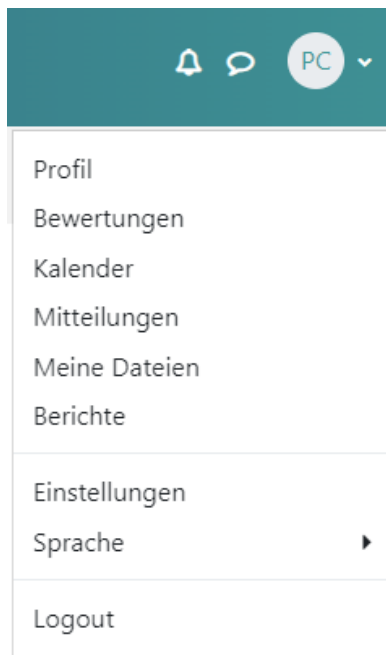 PC
Profil
Bewertungen
Kalender
Mitteilungen
Meine Dateien
Berichte
Einstellungen
Sprache
Logout